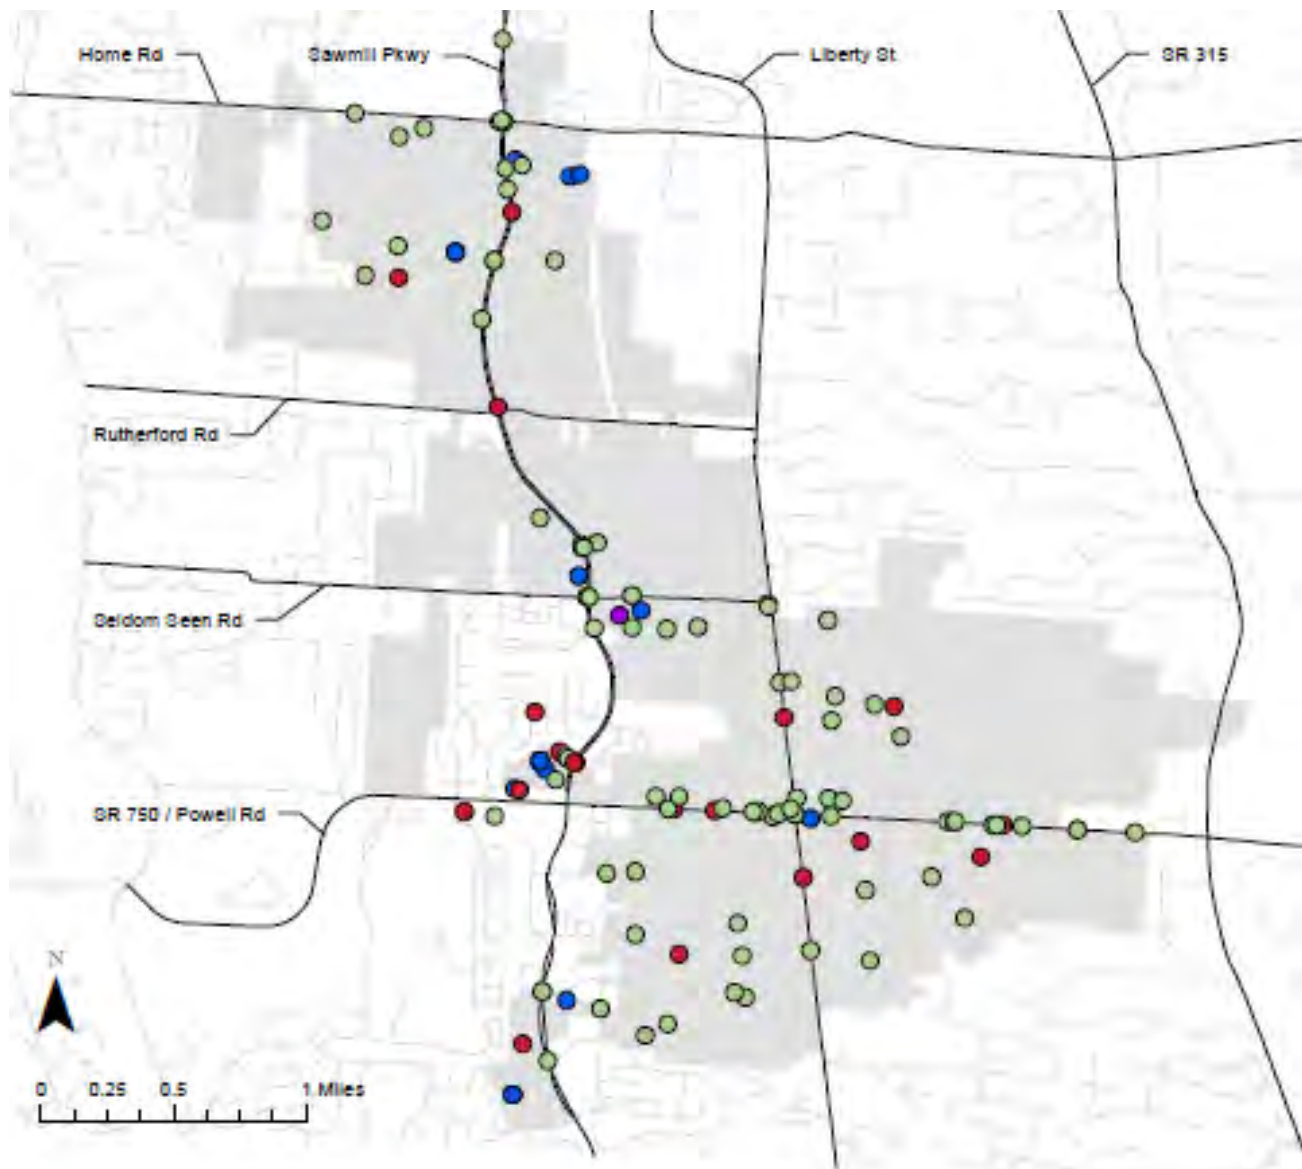 Home Rd
Sawmill Pkwy
Liberty St
SR 315
Rutherford Rd
Seldom Seen Rd
SR 750 / Powell Rd
N
0 0.25 0.5 1 Miles